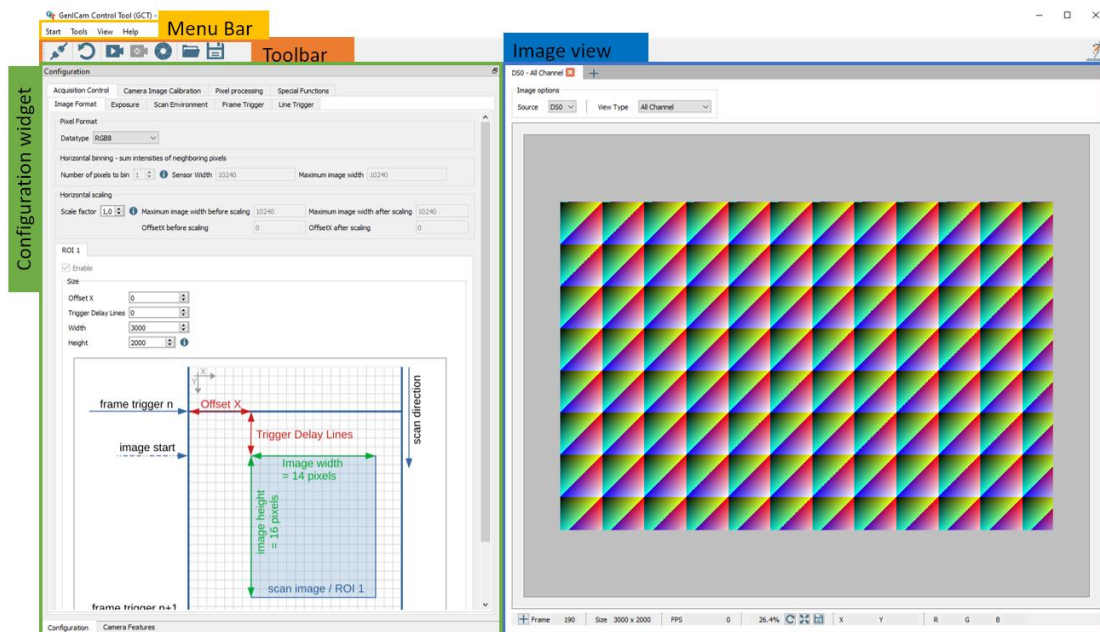 GenICam Control Tool (GCT) -
Start Tools View Help
Menu Bar
Toolbar
Image view
Configuration widget
Configuration
Acquisition Control Camera Image Calibration Pixel processing Special Functions
Image Format Exposure Scan Environment Frame Trigger Line Trigger
Pixel Format
Datatype RGB8
Horizontal binning - sum intensities of neighboring pixels
Number of pixels to bin 1 Sensor Width 10240 Maximum image width 10240
Horizontal scaling
Scale factor 1,0 Maximum image width before scaling 10240 Maximum image width after scaling 10240
OffsetX before scaling 0 OffsetX after scaling 0
ROI 1
Enable
Size
Offset X 0
Trigger Delay Lines 0
Width 3000
Height 2000
X
Y
frame trigger n
Offset X
scan direction
Trigger Delay Lines
image start
Image width
= 14 pixels
image height
= 16 pixels
scan image / ROI 1
frame trigger n+1
Configuration Camera Features
DS0 - All Channel
Image options
Source DS0 View Type All Channel
Frame 190 Size 3000 x 2000 FPS 0 26.4% X Y R G B